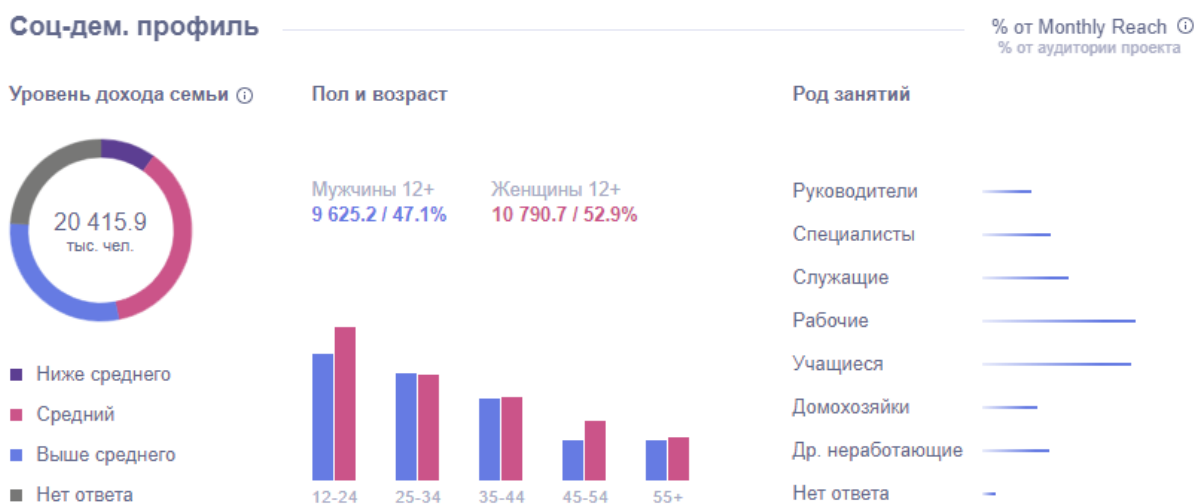 Соц-дем. профиль
% от Monthly Reach
% от аудитории проекта
Уровень дохода семьи
20 415.9
тыс. чел.
Ниже среднего
Средний
Выше среднего
Нет ответа
Пол и возраст
Мужчины 12+
9 625.2 / 47.1%
Женщины 12+
10 790.7 / 52.9%
12-24 25-34 35-44 45-54 55+
Род занятий
Руководители
Специалисты
Служащие
Рабочие
Учащиеся
Домохозяйки
Др. неработающие
Нет ответа